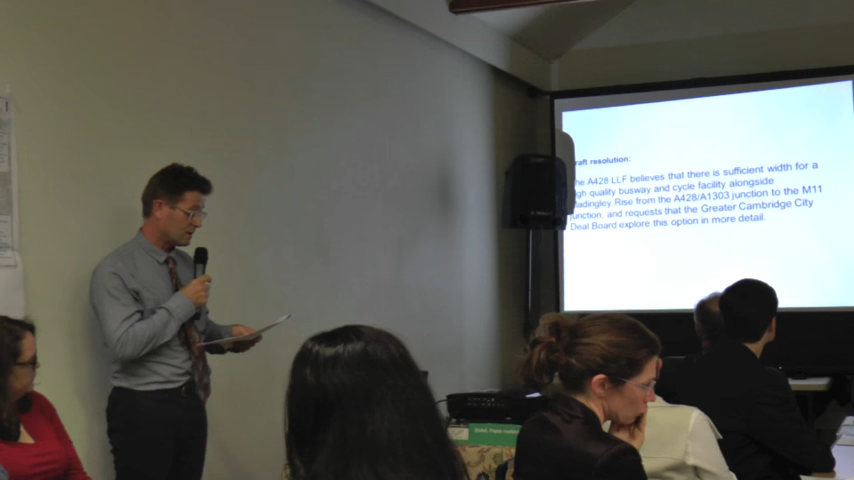 raft resolution:
he A428 LLF believes that there is sufficient width for a
igh quality busway and cycle facility alongside
adingley Rise from the A428/A1303 junction to the M11
unction, and requests that the Greater Cambridge City
Deal Board explore this option in more detail.